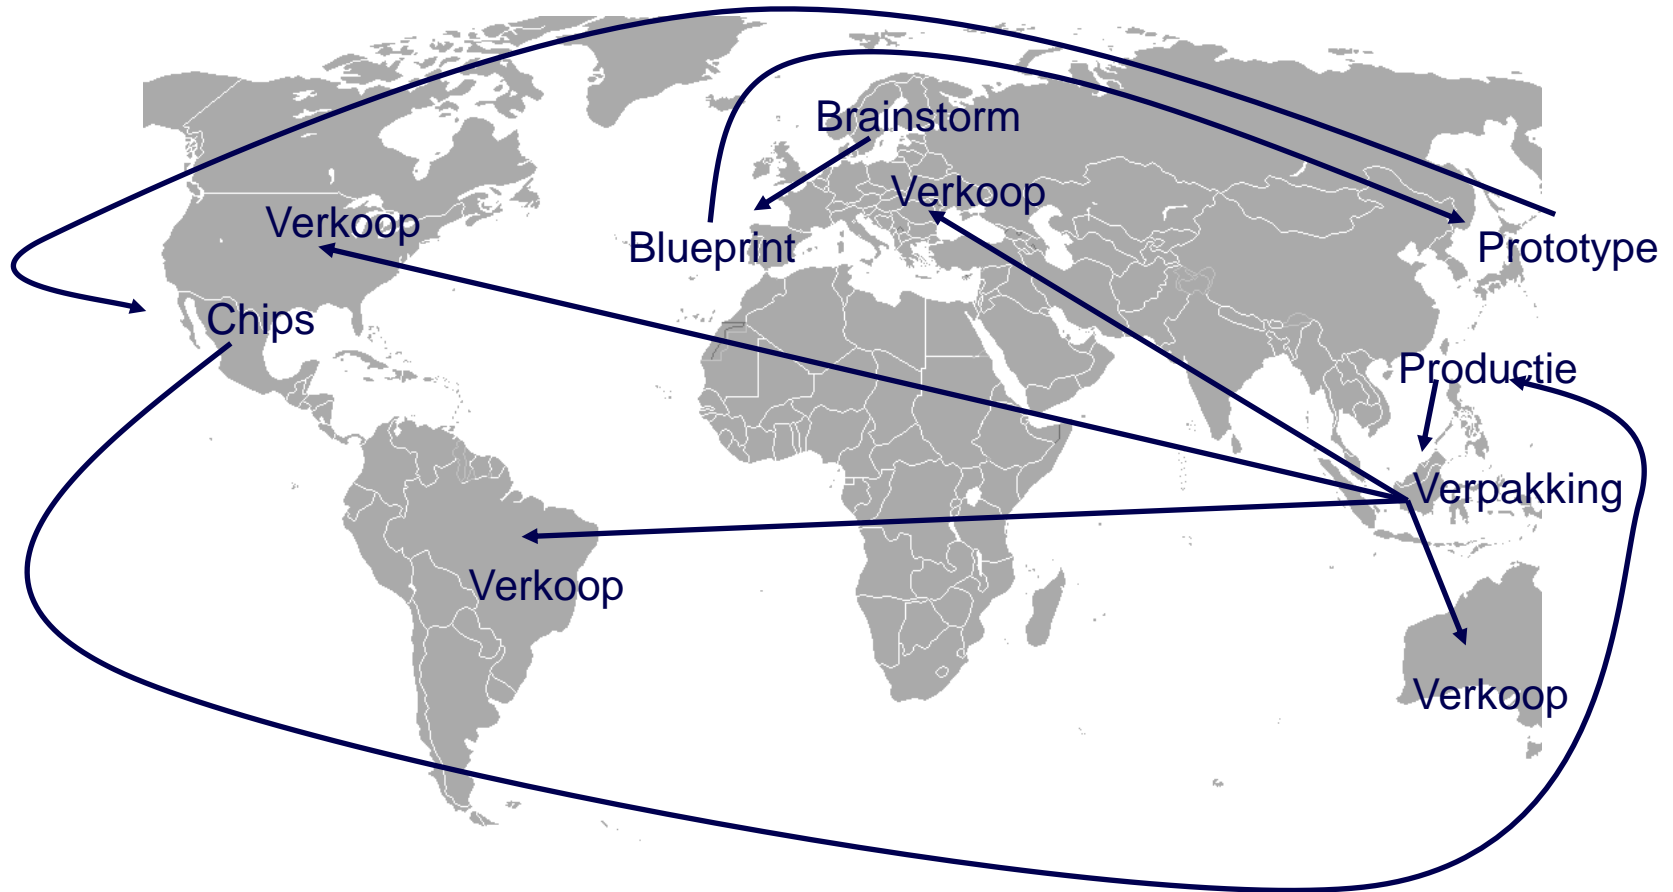 Brainstorm
Verkoop
Verkoop
Blueprint
Prototype
Chips
Productie
Verpakking
Verkoop
Verkoop